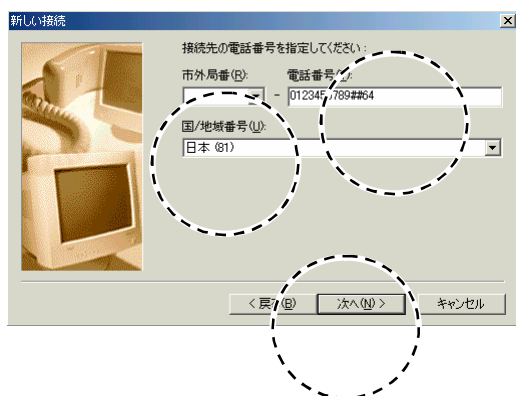 新しい接続
接続先の電話番号を指定してください:
市外局番(R): 電話番号
- 0123456789##64
国/地域番号(U):
日本 (81)
< 戻る(B) 次へ(N) > キャンセル